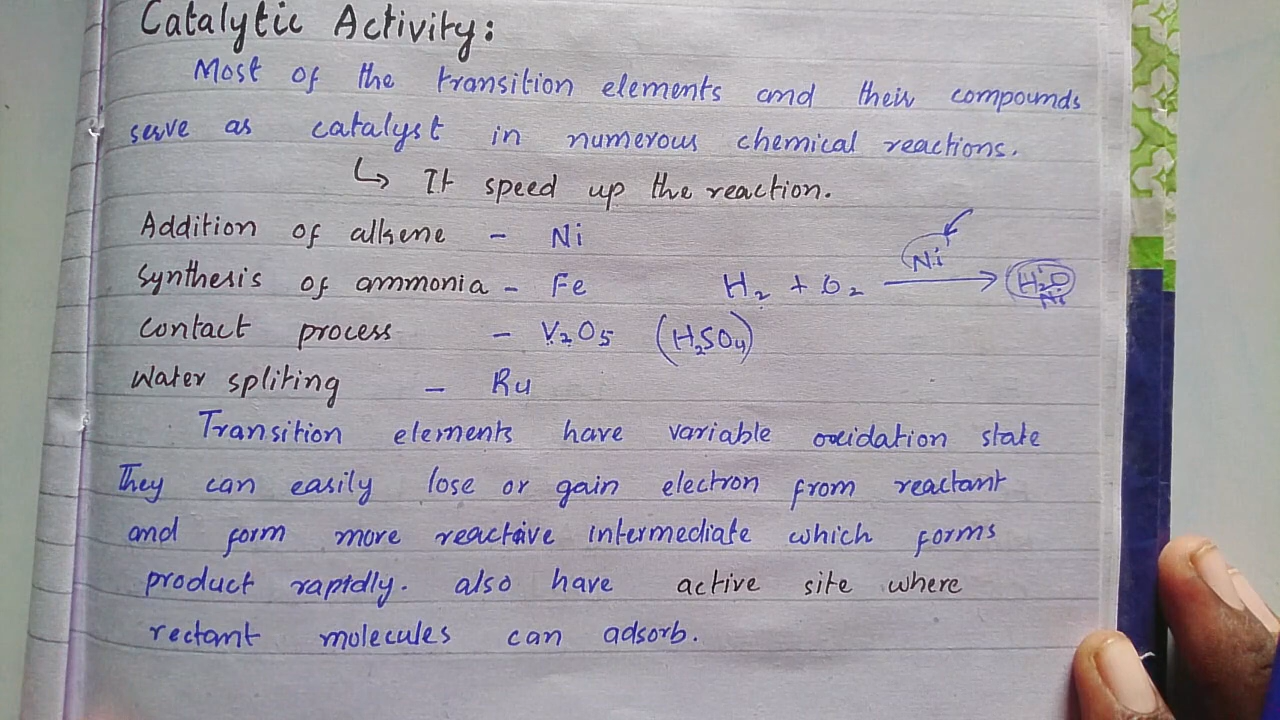 Catalytic Activity:
Most of the transition elements and their compounds
serve as catalyst in numerous chemical reactions.
↳ It speed up the reaction.
Addition of alkene - Ni
Synthesis of ammonia - Fe
H₂ + O₂ ⟶ H₂O
Ni
Ni
Contact process - V₂O₅ (H₂SO₄)
Water spliting - Ru
Transition elements have variable oxidation state
They can easily lose or gain electron from reactant
and form more reactive intermediate which forms
product raptdly. also have active site where
rectant molecules can adsorb.